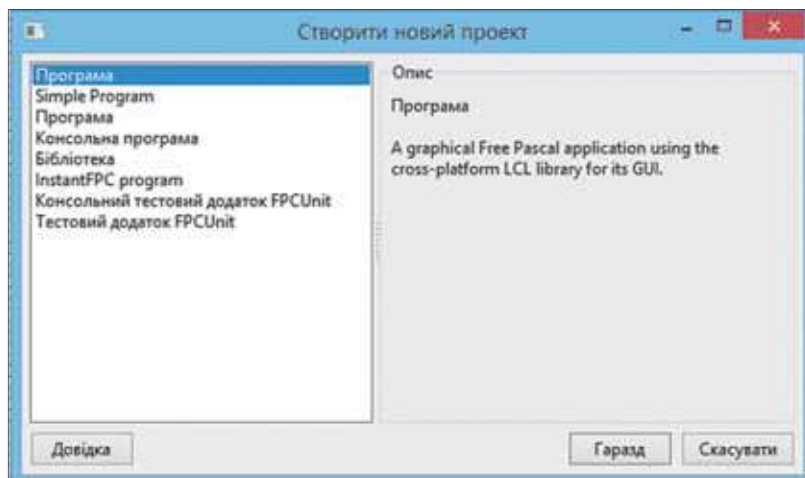 Створити новий проект
Програма
Simple Program
Програма
Консольна програма
Бібліотека
InstantFPC program
Консольний тестовий додаток FPCUnit
Тестовий додаток FPCUnit
Опис
Програма
A graphical Free Pascal application using the
cross-platform LCL library for its GUI.
Довідка
Гаразд
Скасувати